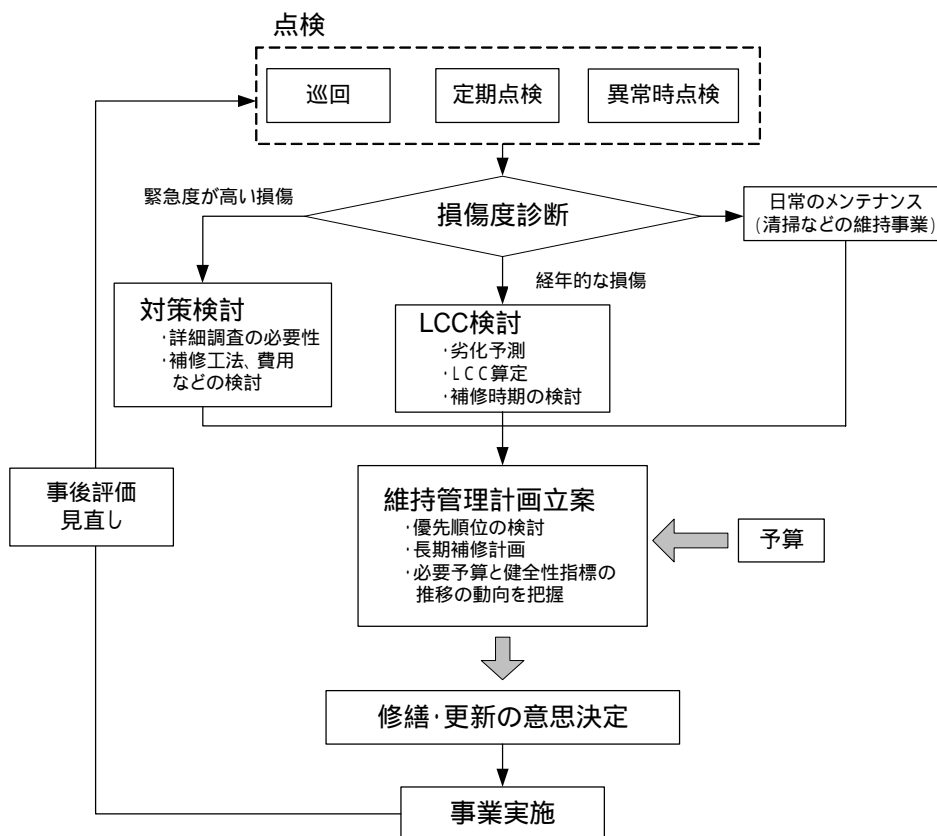 点検
巡回
定期点検
異常時点検
緊急度が高い損傷
損傷度診断
日常のメンテナンス
(清掃などの維持事業)
経年的な損傷
対策検討
・詳細調査の必要性
・補修工法、費用
などの検討
LCC検討
・劣化予測
・LCC算定
・補修時期の検討
事後評価
見直し
維持管理計画立案
・優先順位の検討
・長期補修計画
・必要予算と健全性指標の
推移の動向を把握
予算
修繕・更新の意思決定
事業実施